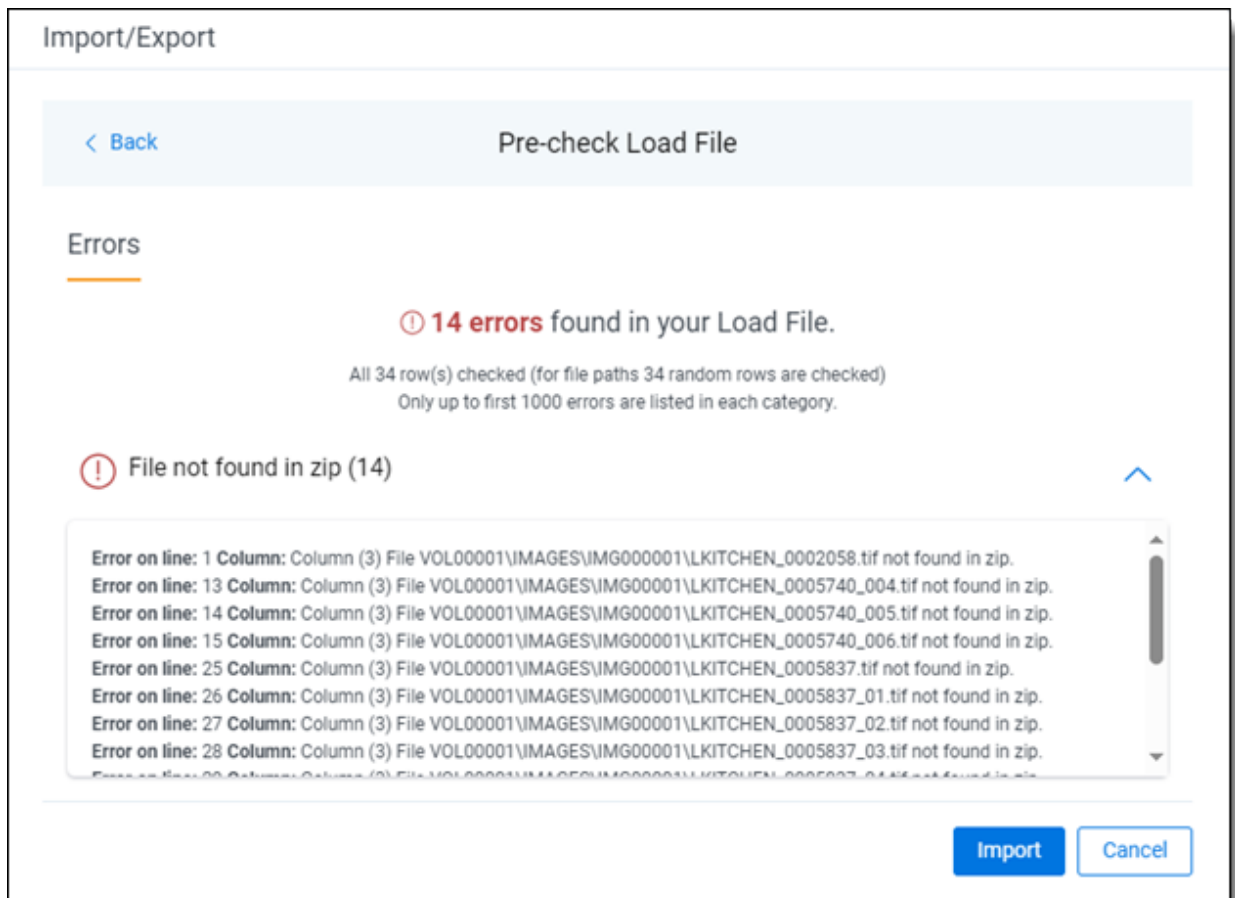 Import/Export
Back
Pre-check Load File
Errors
14 errors found in your Load File.
All 34 row(s) checked (for file paths 34 random rows are checked)
Only up to first 1000 errors are listed in each category.
File not found in zip (14)
Error on line: 1 Column: Column (3) File VOL00001\IMAGES\IMG000001\LKITCHEN_0002058.tif not found in zip.
Error on line: 13 Column: Column (3) File VOL00001\IMAGES\IMG00001\LKITCHEN_0005740_004.tif not found in zip.
Error on line: 14 Column: Column (3) File VOL00001\IMAGES\IMG00001\LKITCHEN_0005740_005.tif not found in zip.
Error on line: 15 Column: Column (3) File VOL00001\IMAGES\IMG00001\LKITCHEN_0005740_006.tif not found in zip.
Error on line: 25 Column: Column (3) File VOL00001\IMAGES\IMG000001\LKITCHEN_0005837.tif not found in zip.
Error on line: 26 Column: Column (3) File VOL00001\IMAGES\IMG00001\LKITCHEN_0005837_01.tif not found in zip.
Error on line: 27 Column: Column (3) File VOL00001\IMAGES\IMG00001\LKITCHEN_0005837_02.tif not found in zip.
Error on line: 28 Column: Column (3) File VOL00001\IMAGES\IMG00001\LKITCHEN_0005837_03.tif not found in zip.
Import
Cancel